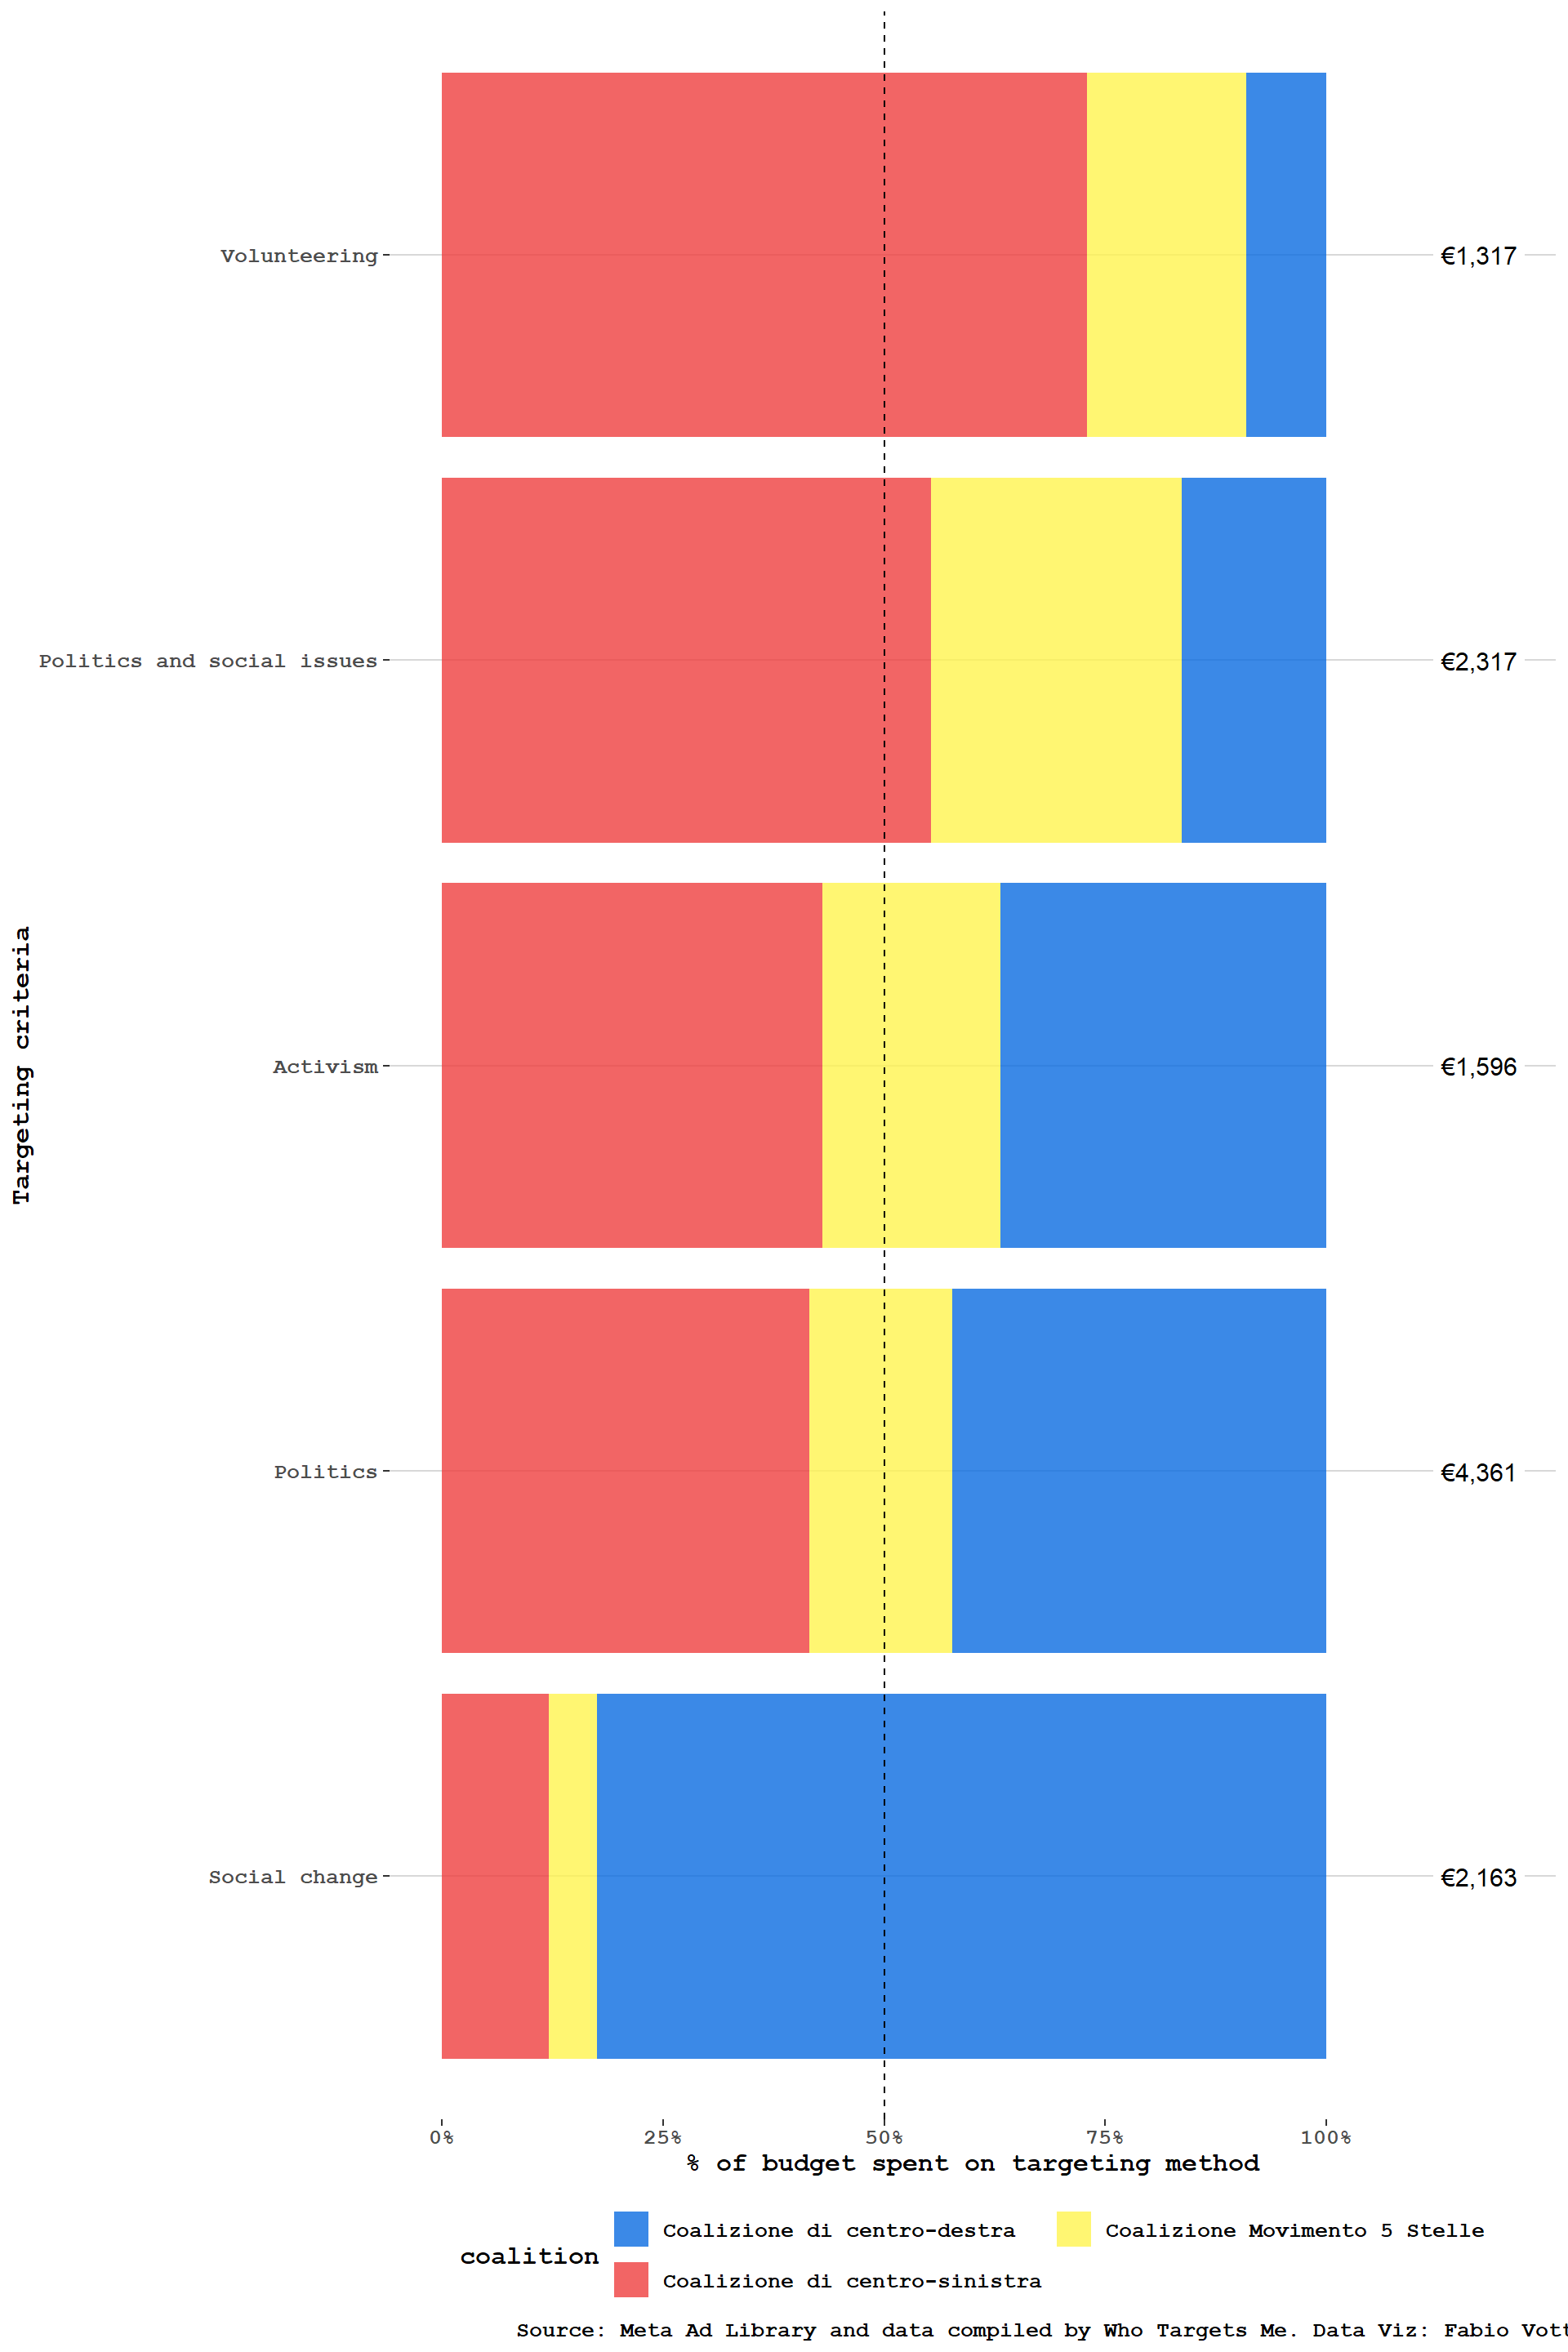 Volunteering
€1,317
Politics and social issues
€2,317
Activism
€1,596
Politics
€4,361
Social change
€2,163
Targeting criteria
0% 25% 50% 75% 100%
% of budget spent on targeting method
coalition
Coalizione di centro-destra
Coalizione Movimento 5 Stelle
Coalizione di centro-sinistra
Source: Meta Ad Library and data compiled by Who Targets Me. Data Viz: Fabio Vott